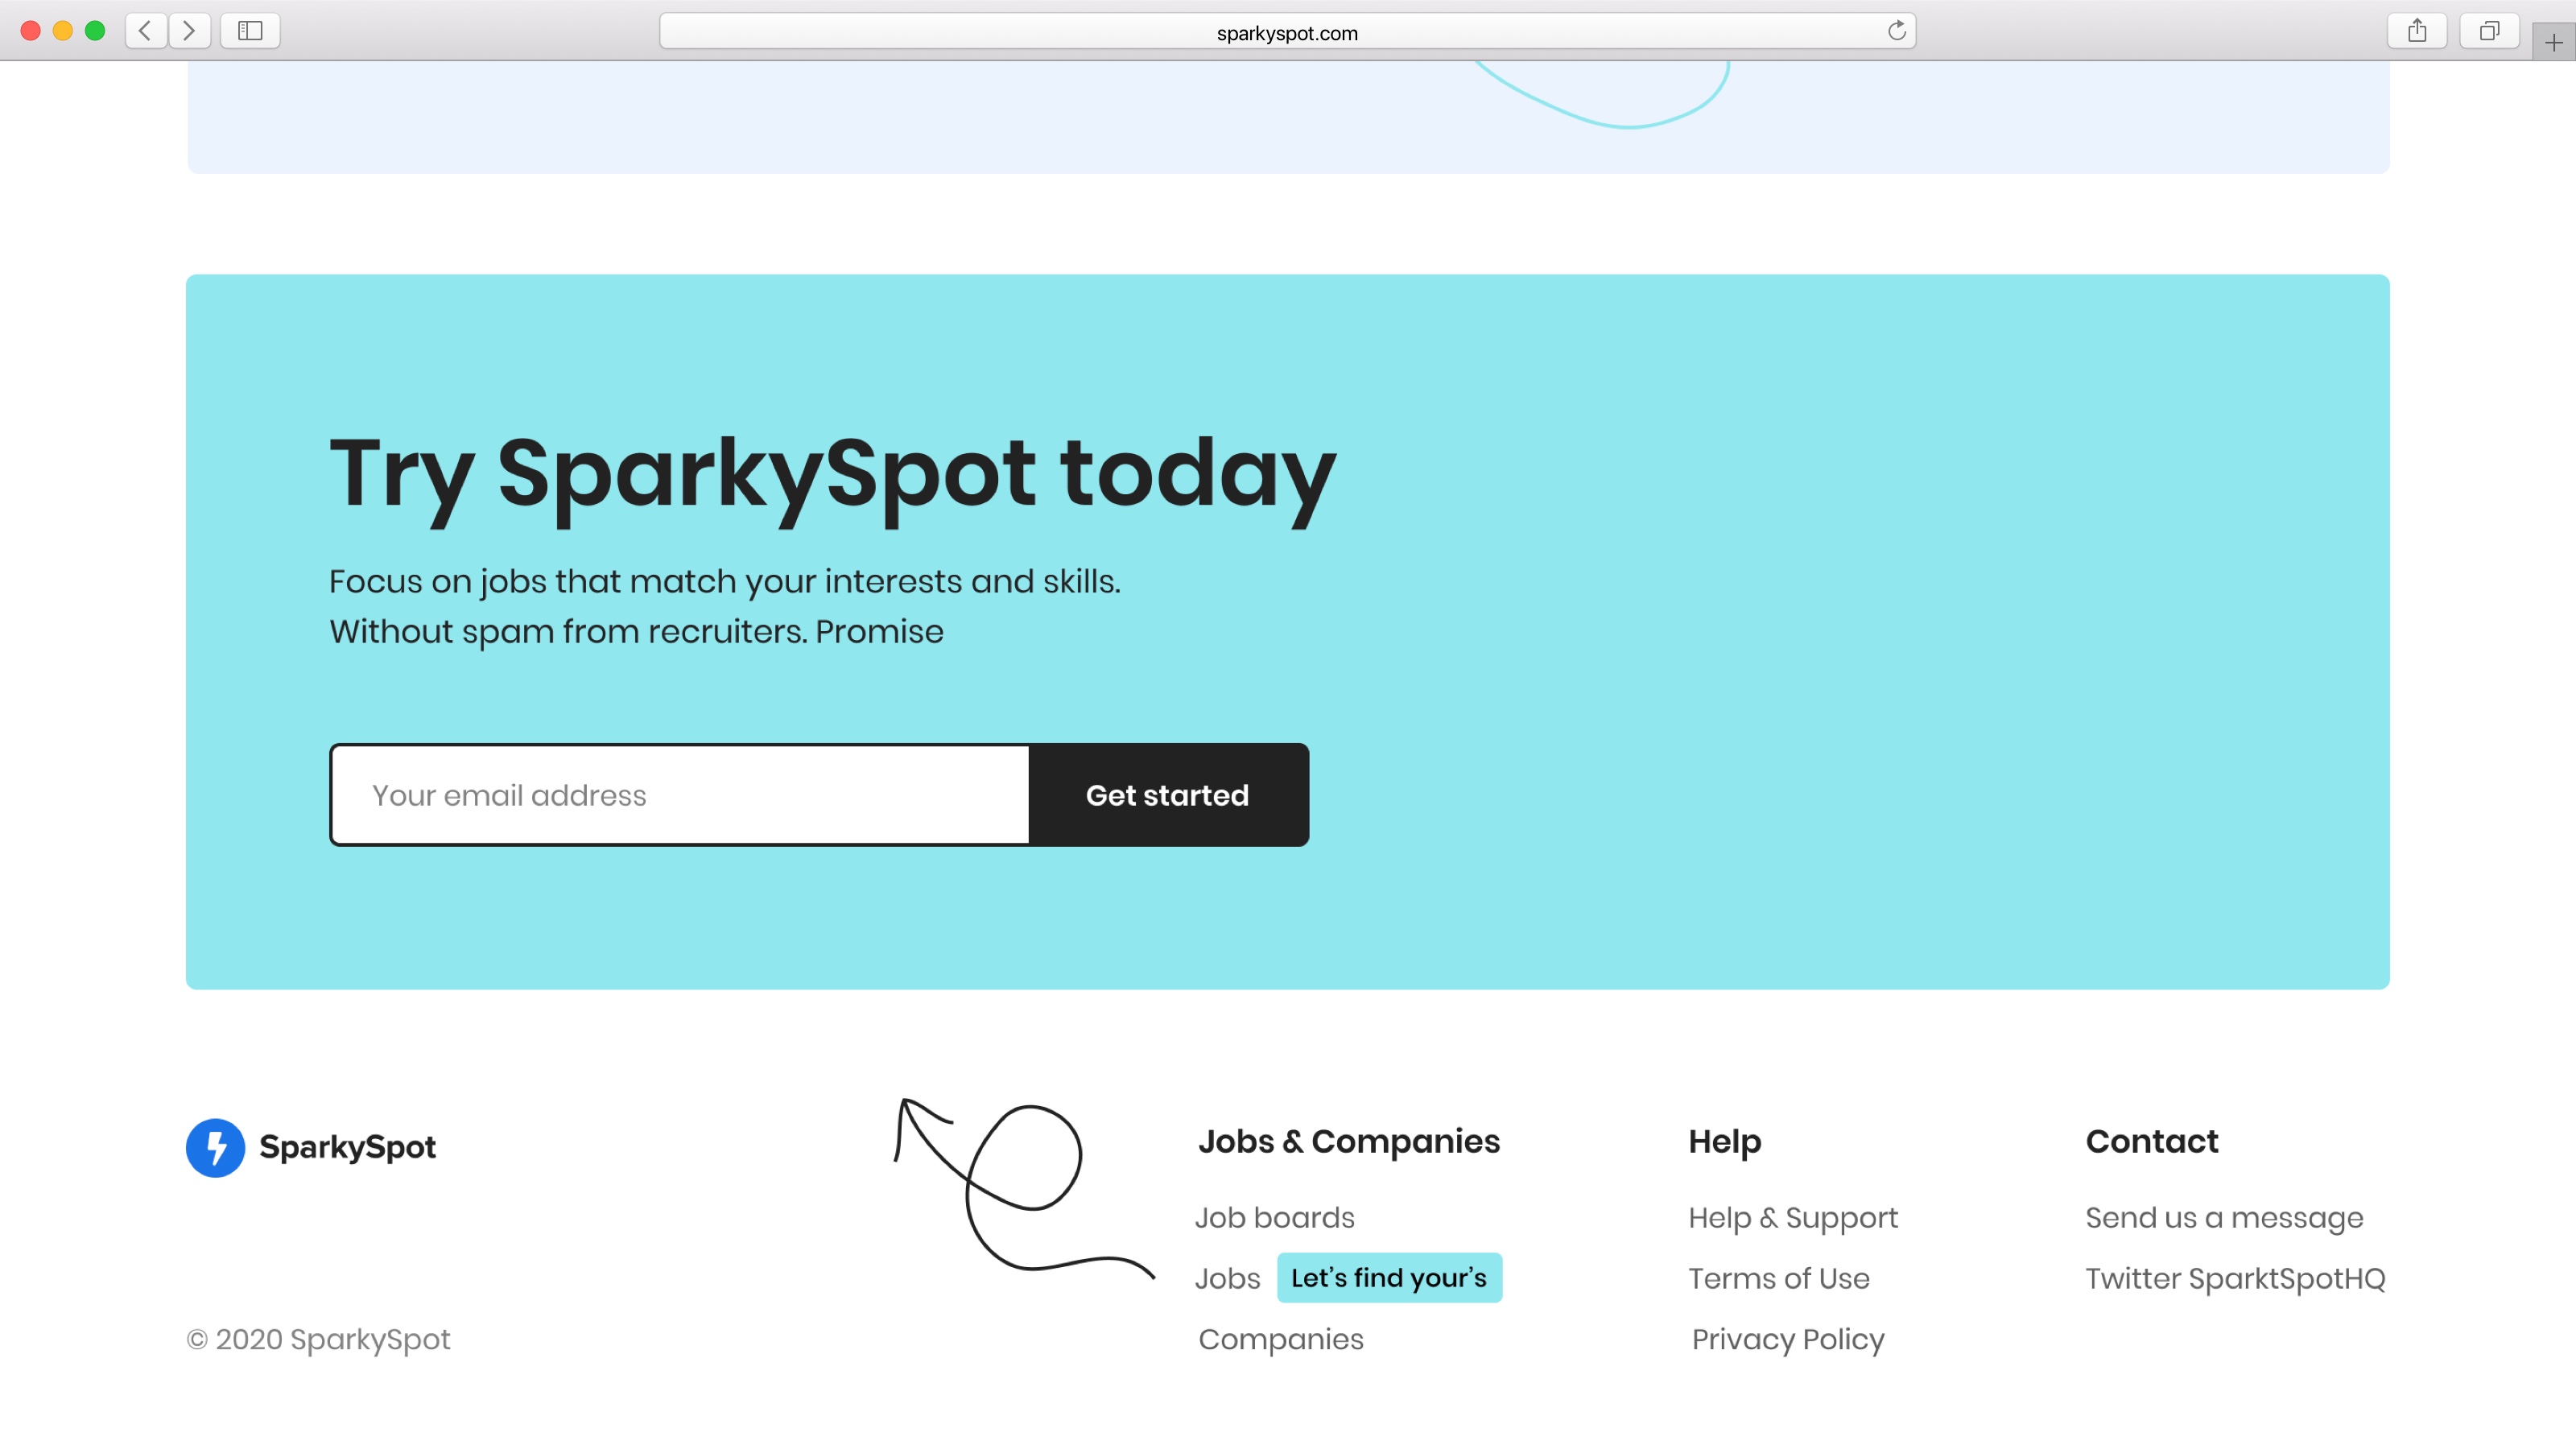 sparkyspot.com
Try SparkySpot today
Focus on jobs that match your interests and skills.
Without spam from recruiters. Promise
Your email address
Get started
SparkySpot
© 2020 SparkySpot
Jobs & Companies
Job boards
Jobs Let's find your's
Companies
Help
Help & Support
Terms of Use
Privacy Policy
Contact
Send us a message
Twitter SparktSpotHQ